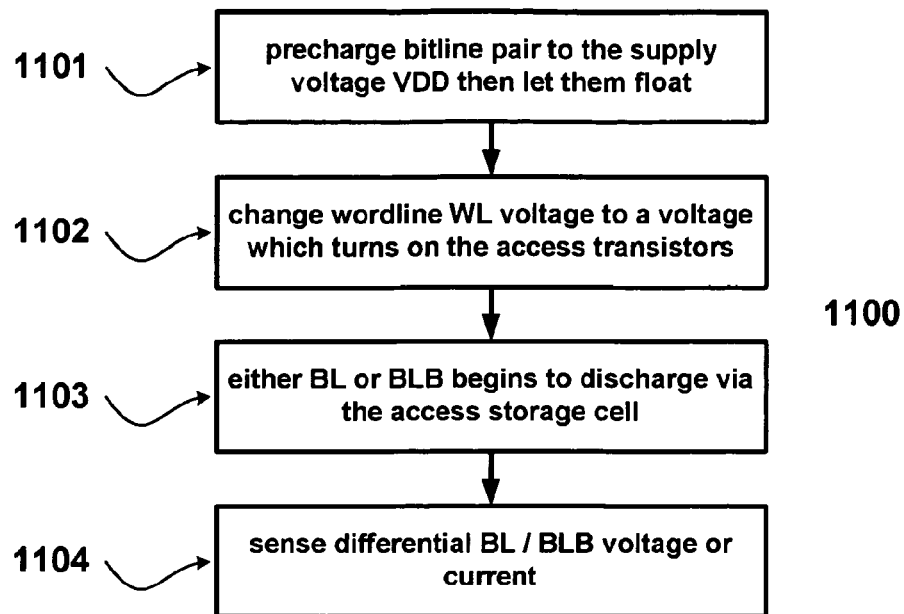 1101
precharge bitline pair to the supply
voltage VDD then let them float
1102
change wordline WL voltage to a voltage
which turns on the access transistors
1100
1103
either BL or BLB begins to discharge via
the access storage cell
1104
sense differential BL / BLB voltage or
current